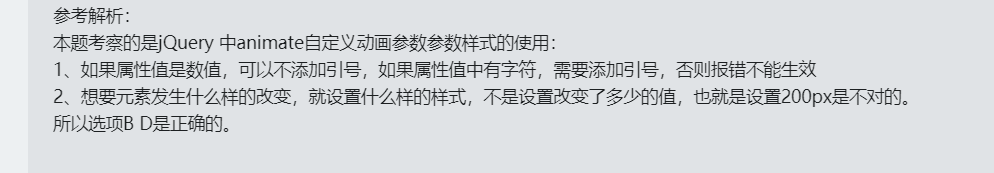 参考解析：
本题考察的是jQuery 中animate自定义动画参数参数样式的使用：
1、如果属性值是数值，可以不添加引号，如果属性值中有字符，需要添加引号，否则报错不能生效
2、想要元素发生什么样的改变，就设置什么样的样式，不是设置改变了多少的值，也就是设置200px是不对的。
所以选项B D是正确的。